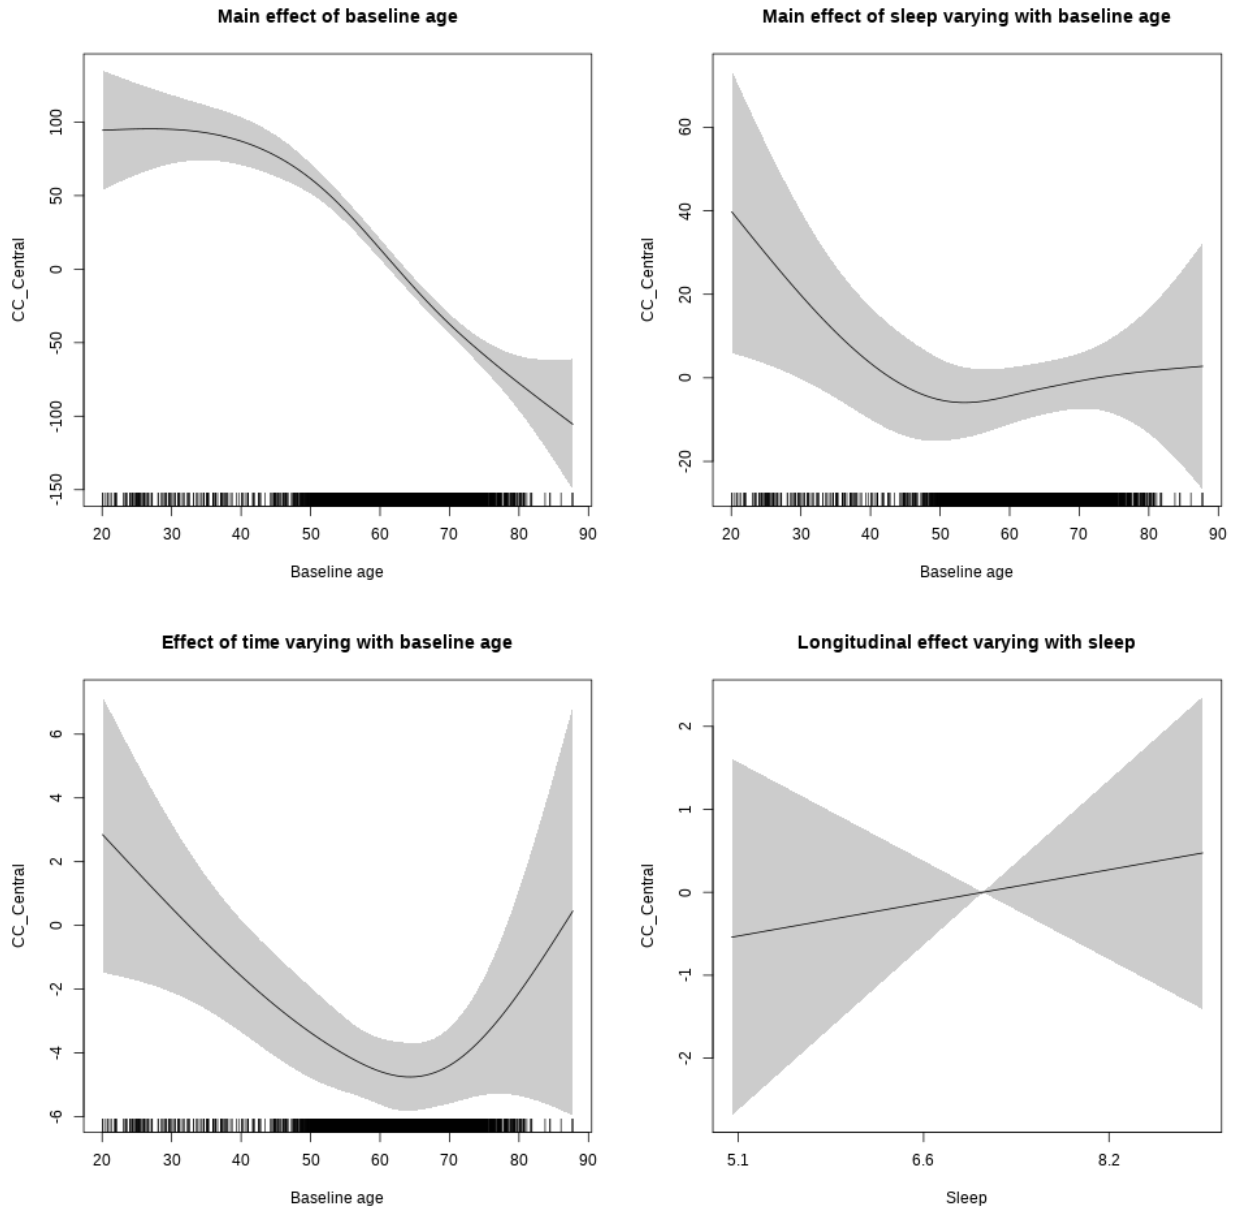 Main effect of baseline age
CC_Central
100
50
0
-50
-100
-150
20 30 40 50 60 70 80 90
Baseline age
Main effect of sleep varying with baseline age
CC_Central
60
40
20
0
-20
20 30 40 50 60 70 80 90
Baseline age
Effect of time varying with baseline age
CC_Central
6
4
2
0
-2
-4
-6
20 30 40 50 60 70 80 90
Baseline age
Longitudinal effect varying with sleep
CC_Central
2
1
0
-1
-2
5.1 6.6 8.2
Sleep